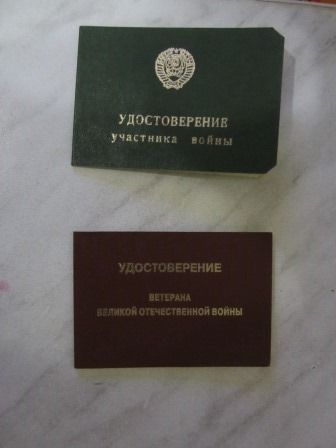 УДОСТОВЕРЕНИЕ
участника войны
УДОСТОВЕРЕНИЕ
ВЕТЕРАНА
ВЕЛИКОЙ ОТЕЧЕСТВЕННОЙ ВОЙНЫ